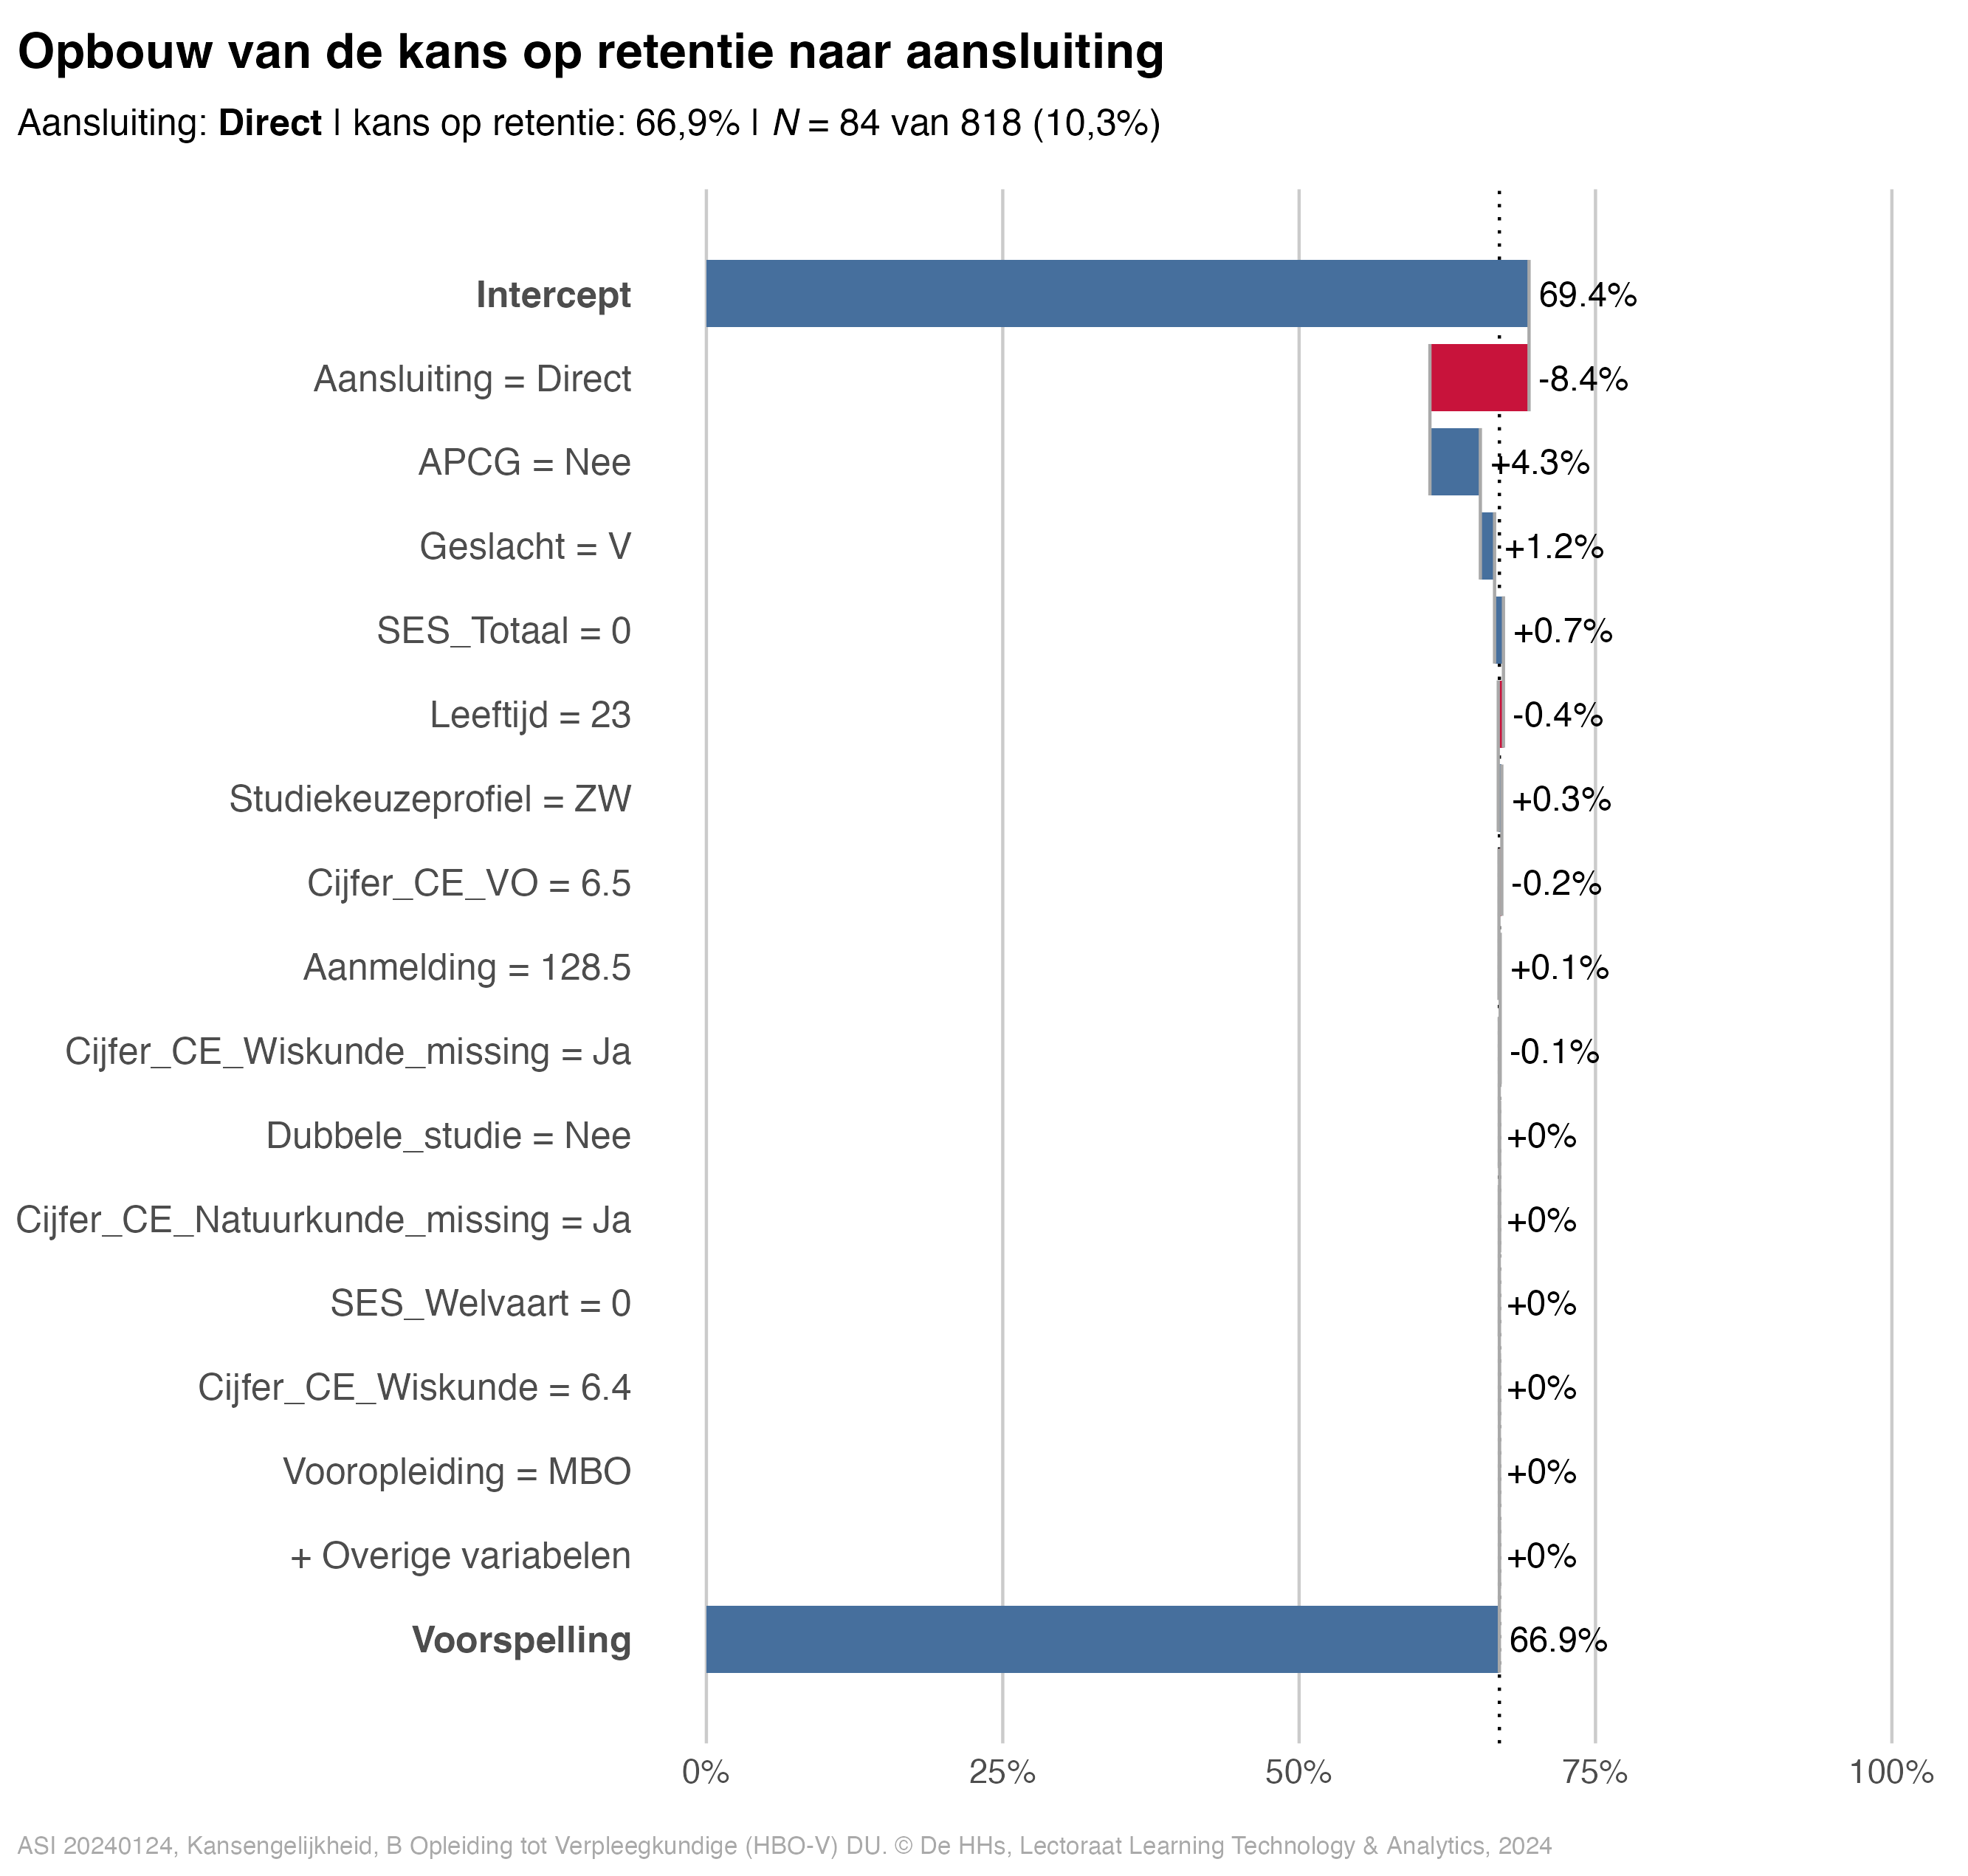 Opbouw van de kans op retentie naar aansluiting
Aansluiting: Direct | kans op retentie: 66,9% | N = 84 van 818 (10,3%)
Intercept 69.4%
Aansluiting = Direct -8.4%
APCG = Nee +4.3%
Geslacht = V +1.2%
SES_Totaal = 0 +0.7%
Leeftijd = 23 -0.4%
Studiekeuzeprofiel = ZW +0.3%
Cijfer_CE_VO = 6.5 -0.2%
Aanmelding = 128.5 +0.1%
Cijfer_CE_Wiskunde_missing = Ja -0.1%
Dubbele_studie = Nee +0%
Cijfer_CE_Natuurkunde_missing = Ja +0%
SES_Welvaart = 0 +0%
Cijfer_CE_Wiskunde = 6.4 +0%
Vooropleiding = MBO +0%
+ Overige variabelen +0%
Voorspelling 66.9%
0% 25% 50% 75% 100%
ASI 20240124, Kansengelijkheid, B Opleiding tot Verpleegkundige (HBO-V) DU. © De HHs, Lectoraat Learning Technology & Analytics, 2024